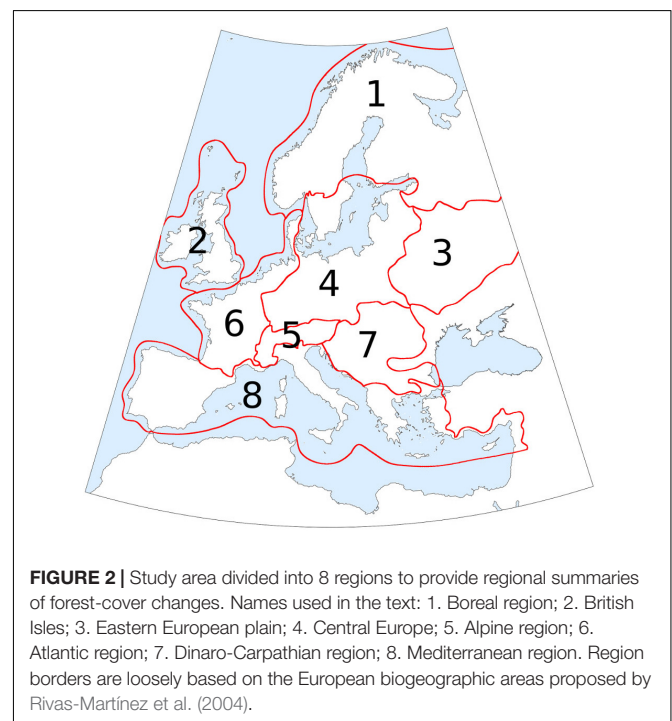 1
2
3
4
6
5
7
8
FIGURE 2 | Study area divided into 8 regions to provide regional summaries
of forest-cover changes. Names used in the text: 1. Boreal region; 2. British
Isles; 3. Eastern European plain; 4. Central Europe; 5. Alpine region; 6.
Atlantic region; 7. Dinaro-Carpathian region; 8. Mediterranean region. Region
borders are loosely based on the European biogeographic areas proposed by
Rivas-Martínez et al. (2004).